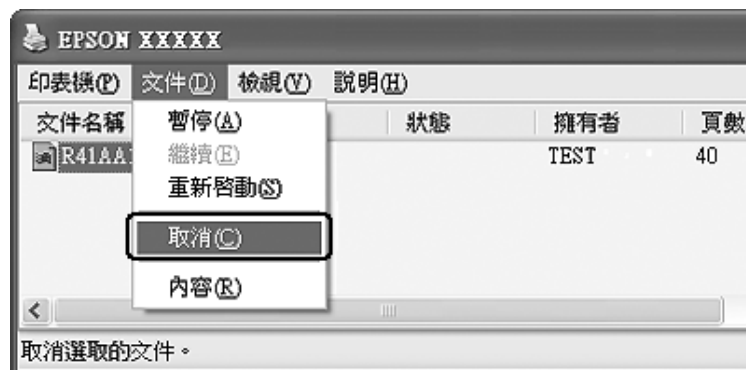 EPSON XXXXX
印表機(P) 文件(D) 檢視(V) 說明(H)
文件名稱 狀態 擁有者 頁數
暫停(A)
R41AA1 TEST 40
繼續(E)
重新啓動(S)
取消(C)
內容(R)
取消選取的文件。